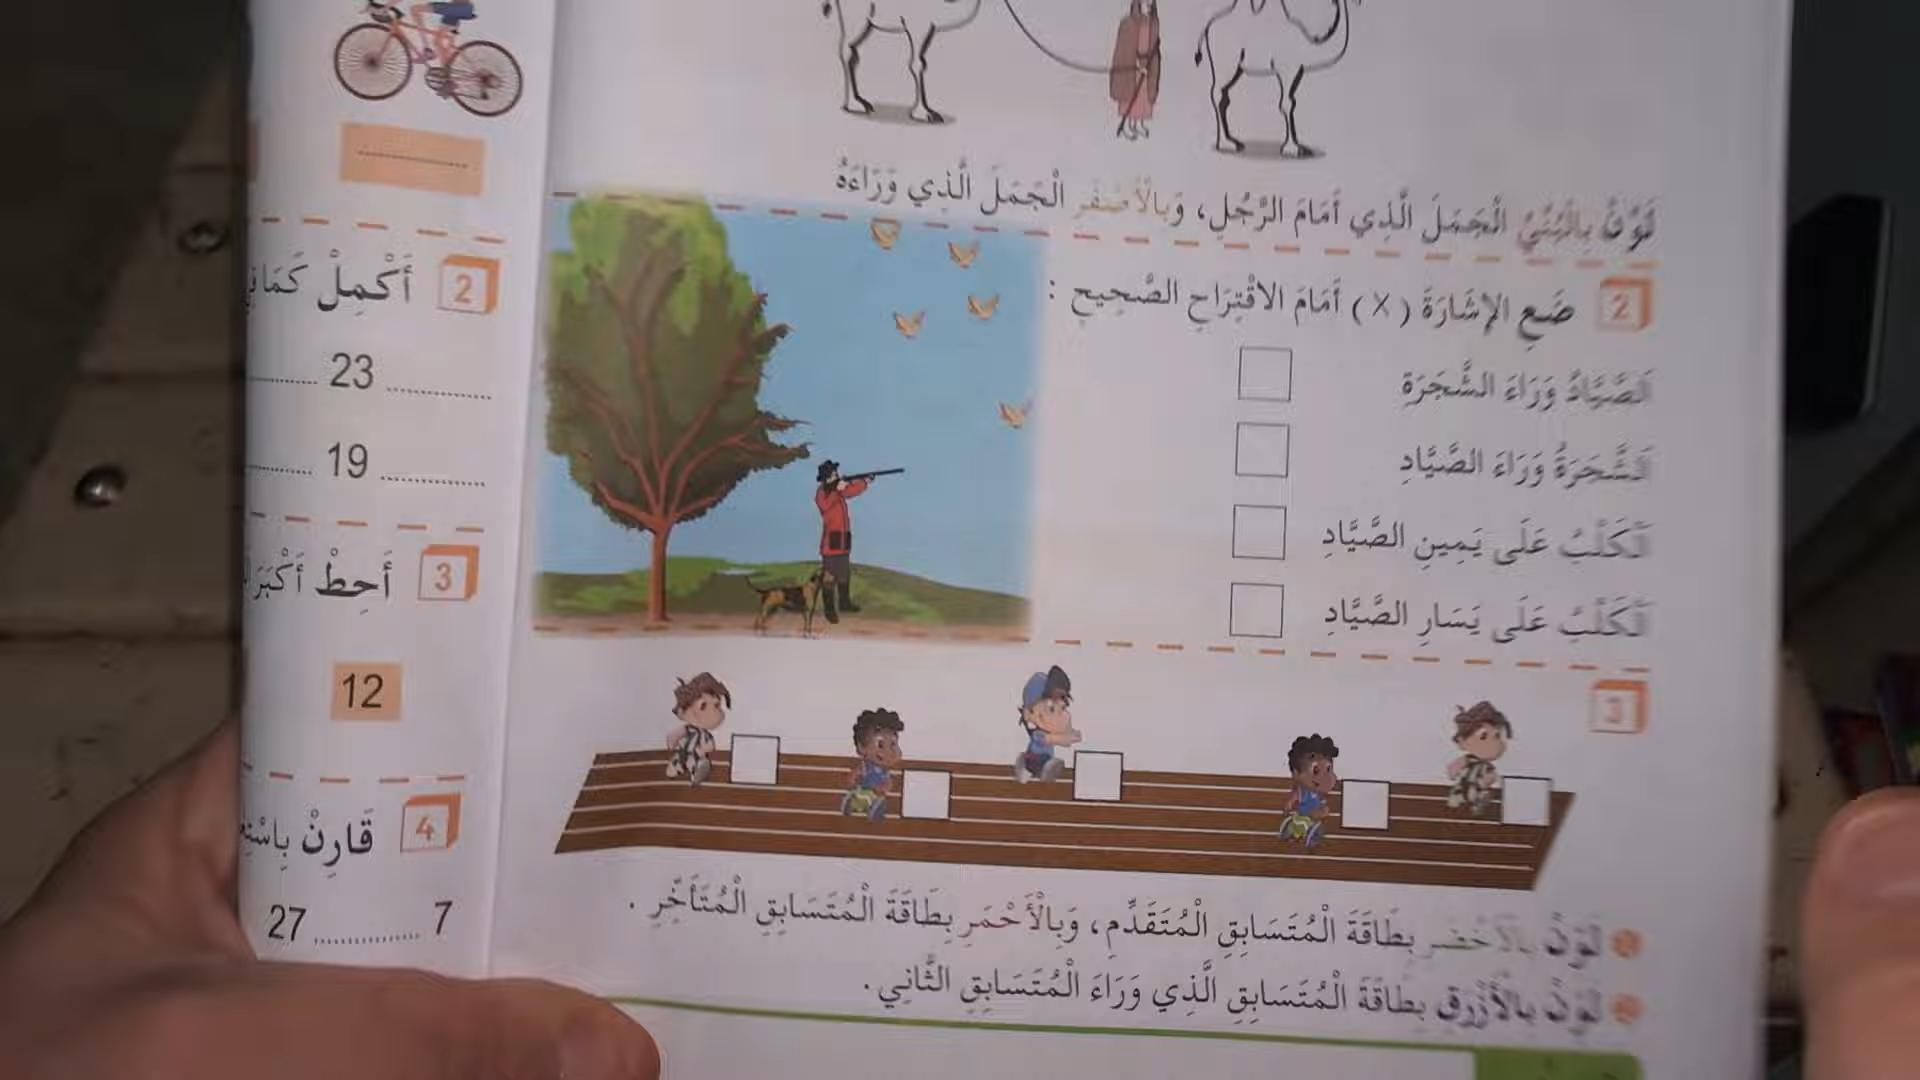 لَوِّنْ بِالْبُنِّيِّ الْجَمَلَ الَّذِي أَمَامَ الرَّجُلِ، وَبِالْأَصْفَرِ الْجَمَلَ الَّذِي وَرَاءَهُ
2 ضَعِ الإِشَارَةَ (X) أَمَامَ الاقْتِرَاحِ الصَّحِيحِ :
الصَّيَّادُ وَرَاءَ الشَّجَرَةِ
الشَّجَرَةُ وَرَاءَ الصَّيَّادِ
الْكَلْبُ عَلَى يَمِينِ الصَّيَّادِ
الْكَلْبُ عَلَى يَسَارِ الصَّيَّادِ
3
لَوِّنْ بِالْأَخْضَرِ بِطَاقَةَ الْمُتَسَابِقِ الْمُتَقَدِّمِ، وَبِالْأَحْمَرِ بِطَاقَةَ الْمُتَسَابِقِ الْمُتَأَخِّرِ .
لَوِّنْ بِالْأَزْرَقِ بِطَاقَةَ الْمُتَسَابِقِ الَّذِي وَرَاءَ الْمُتَسَابِقِ الثَّانِي .
2 أَكْمِلْ كَمَا فِي
........ 23 ............
........ 19 ............
3 أَحِطْ أَكْبَرَ
12
4 قَارِنْ
27 ............ 7